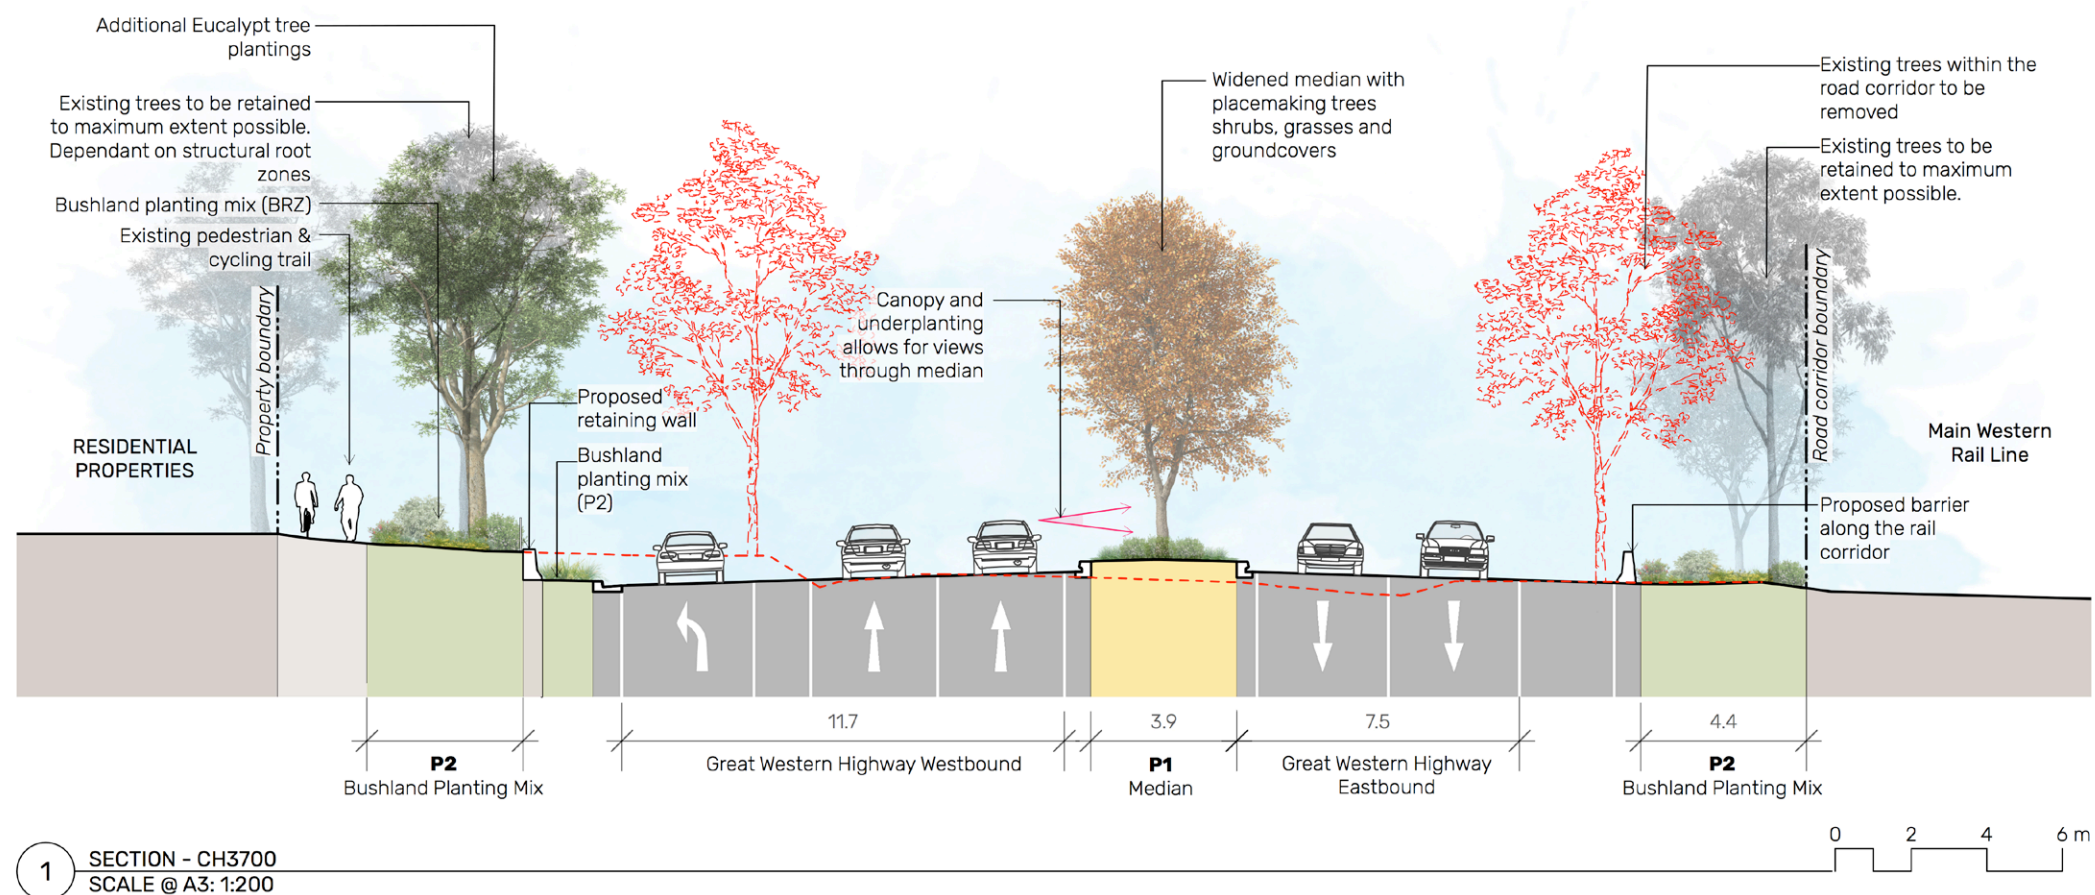 Additional Eucalypt tree
plantings
Existing trees to be retained
to maximum extent possible.
Dependant on structural root
zones
Bushland planting mix (BRZ)
Existing pedestrian &
cycling trail
Property boundary
RESIDENTIAL
PROPERTIES
Proposed
retaining wall
Bushland
planting mix
(P2)
Canopy and
underplanting
allows for views
through median
Widened median with
placemaking trees
shrubs, grasses and
groundcovers
Existing trees within the
road corridor to be
removed
Existing trees to be
retained to maximum
extent possible.
Road corridor boundary
Main Western
Rail Line
Proposed barrier
along the rail
corridor
11.7
3.9
7.5
4.4
P2
Bushland Planting Mix
Great Western Highway Westbound
P1
Median
Great Western Highway
Eastbound
P2
Bushland Planting Mix
1
SECTION - CH3700
SCALE @ A3: 1:200
0 2 4 6 m